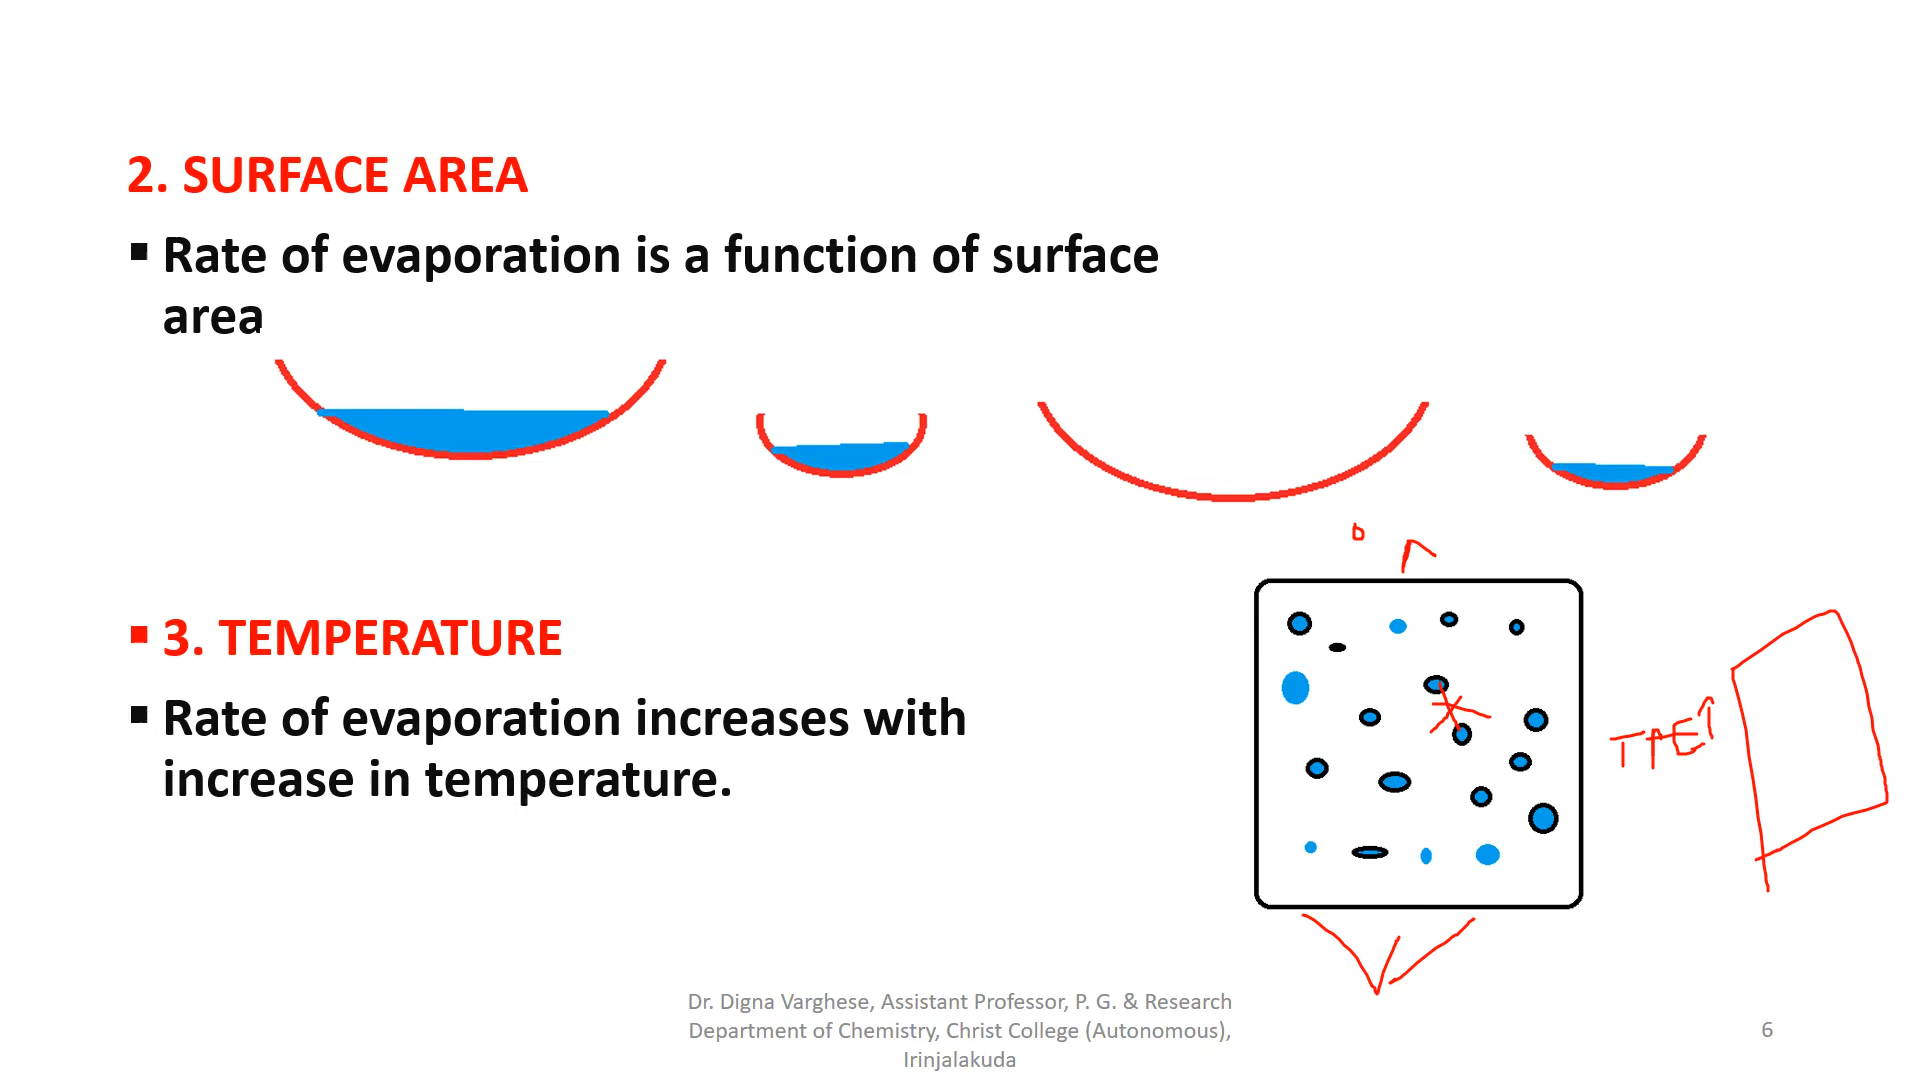 2. SURFACE AREA
▪ Rate of evaporation is a function of surface
area
▪ 3. TEMPERATURE
▪ Rate of evaporation increases with
increase in temperature.
Dr. Digna Varghese, Assistant Professor, P. G. & Research
Department of Chemistry, Christ College (Autonomous),
Irinjalakuda
6